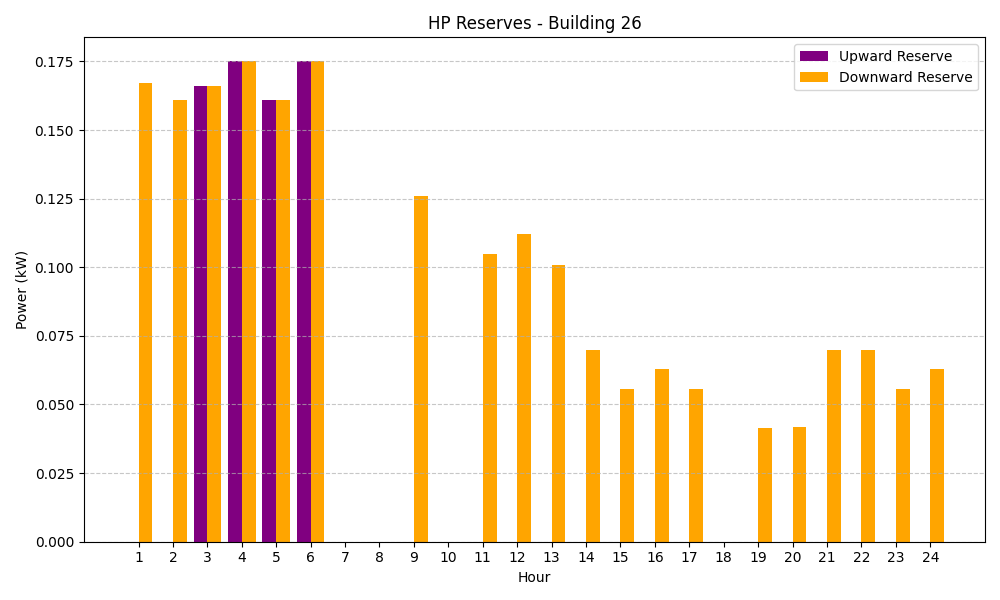 HP Reserves - Building 26
Upward Reserve
Downward Reserve
Power (kW)
0.175
0.150
0.125
0.100
0.075
0.050
0.025
0.000
1 2 3 4 5 6 7 8 9 10 11 12 13 14 15 16 17 18 19 20 21 22 23 24
Hour